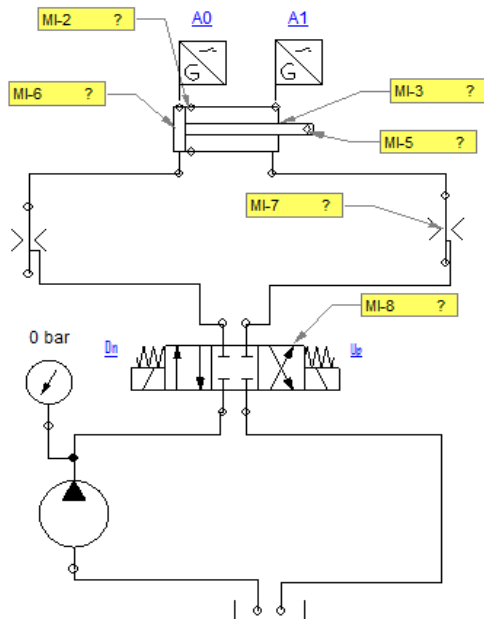 A0 A1
MI-2 ?
G G
MI-6 ? MI-3 ?
MI-5 ?
MI-7 ?
MI-8 ?
0 bar Dn Up